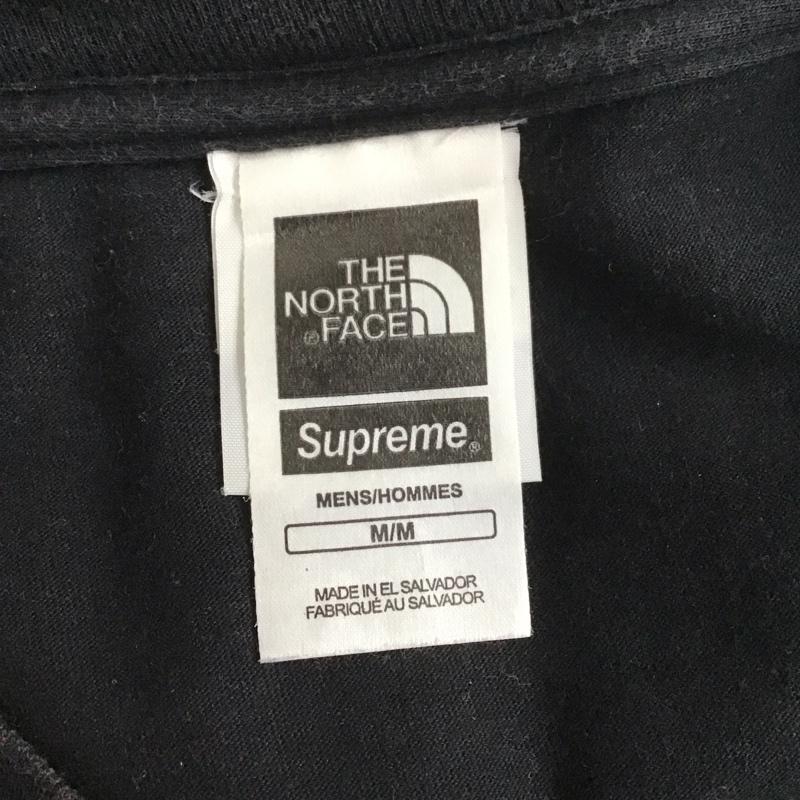 THE
NORTH
FACE
®
Supreme®
MENS/HOMMES
M/M
MADE IN EL SALVADOR
FABRIQUÉ AU SALVADOR